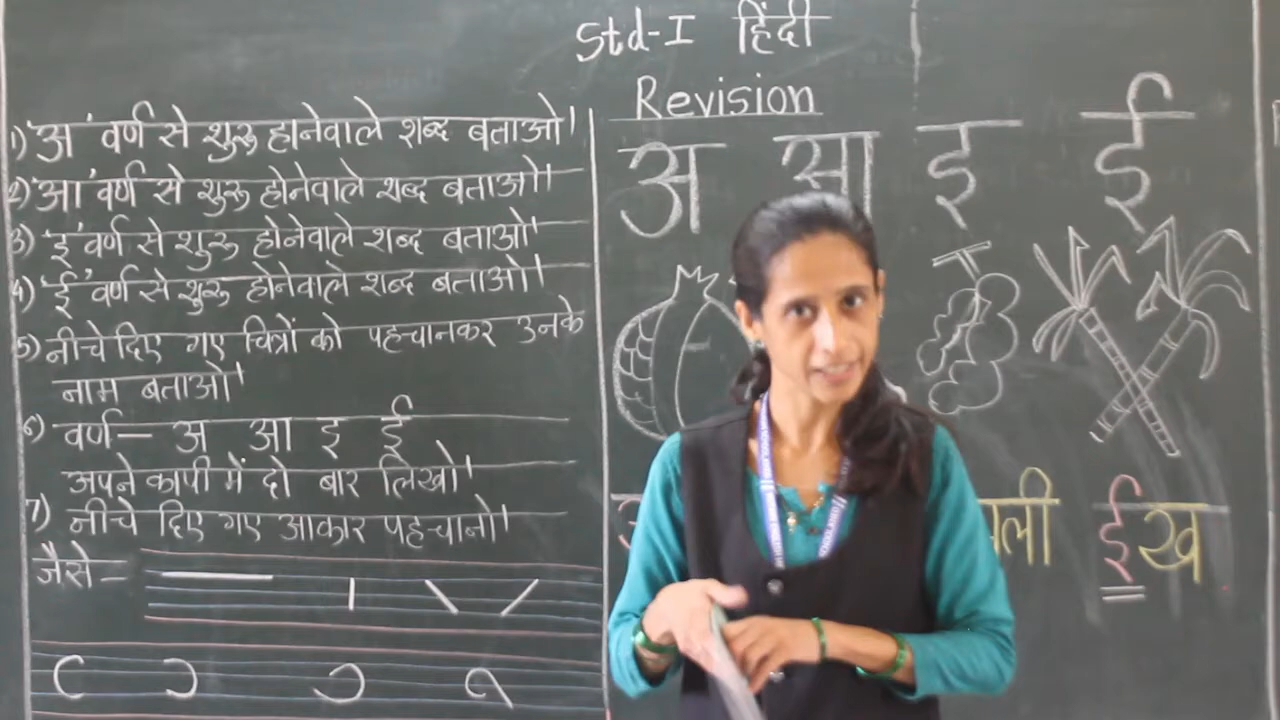 Std-I हिंदी
Revision
1) 'अ' वर्ण से शुरू होनेवाले शब्द बताओ।
2) 'आ' वर्ण से शुरू होनेवाले शब्द बताओ।
3) 'इ' वर्ण से शुरू होनेवाले शब्द बताओ।
4) 'ई' वर्ण से शुरू होनेवाले शब्द बताओ।
5) नीचे दिए गए चित्रों को पहचानकर उनके
नाम बताओ।
6) वर्ण— अ आ इ ई
अपने कापी में दो बार लिखो।
7) नीचे दिए गए आकार पहचानो।
जैसे—
अ आ इ ई
ईख